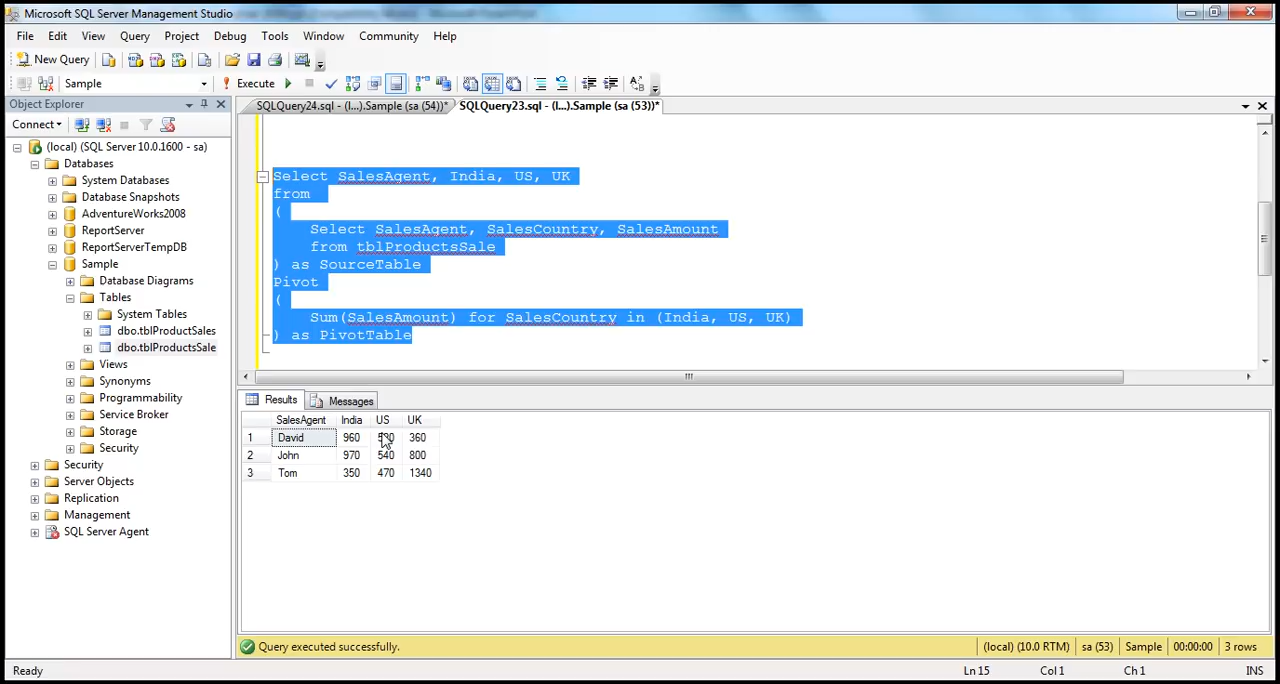 Microsoft SQL Server Management Studio
File Edit View Query Project Debug Tools Window Community Help
New Query
Sample Execute
Object Explorer
SQLQuery24.sql - (l...).Sample (sa (54))* SQLQuery23.sql - (l...).Sample (sa (53))*
Connect
(local) (SQL Server 10.0.1600 - sa)
Databases
System Databases
Database Snapshots
AdventureWorks2008
ReportServer
ReportServerTempDB
Sample
Database Diagrams
Tables
System Tables
dbo.tblProductSales
dbo.tblProductsSale
Views
Synonyms
Programmability
Service Broker
Storage
Security
Security
Server Objects
Replication
Management
SQL Server Agent
Select SalesAgent, India, US, UK
from
(
Select SalesAgent, SalesCountry, SalesAmount
from tblProductsSale
) as SourceTable
Pivot
(
Sum(SalesAmount) for SalesCountry in (India, US, UK)
) as PivotTable
Results Messages
SalesAgent India US UK
1 David 960 360
2 John 970 540 800
3 Tom 350 470 1340
Query executed successfully. (local) (10.0 RTM) sa (53) Sample 00:00:00 3 rows
Ready Ln 15 Col 1 Ch 1 INS